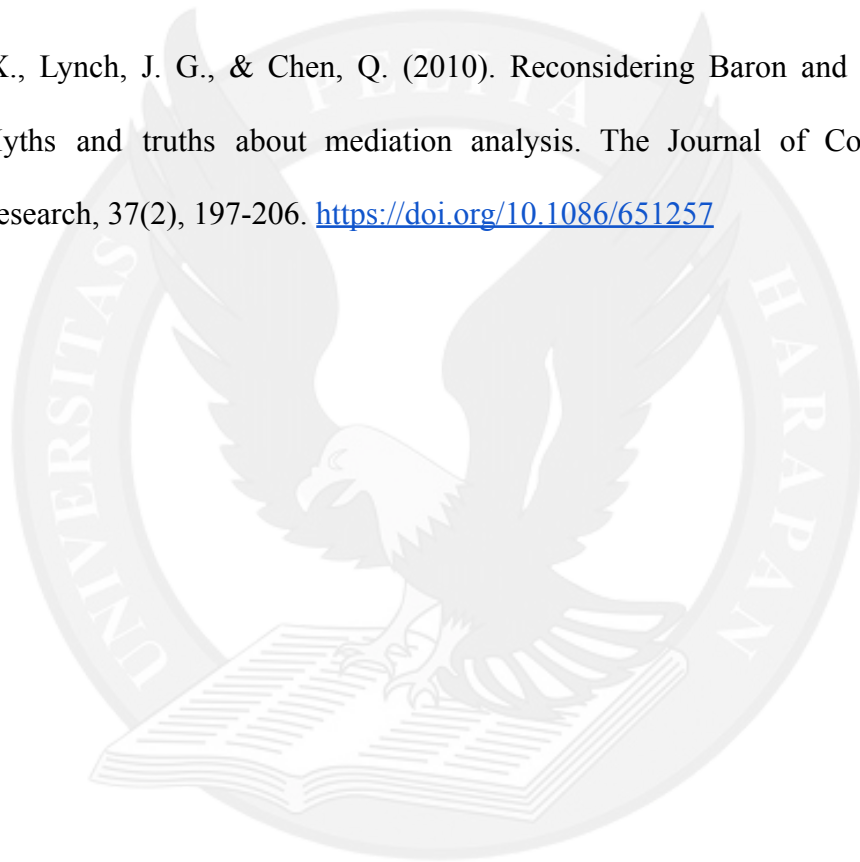 X., Lynch, J. G., & Chen, Q. (2010). Reconsidering Baron and
yths and truths about mediation analysis. The Journal of Co
esearch, 37(2), 197-206. https://doi.org/10.1086/651257
UNIVERSITAS PELITA HARAPAN